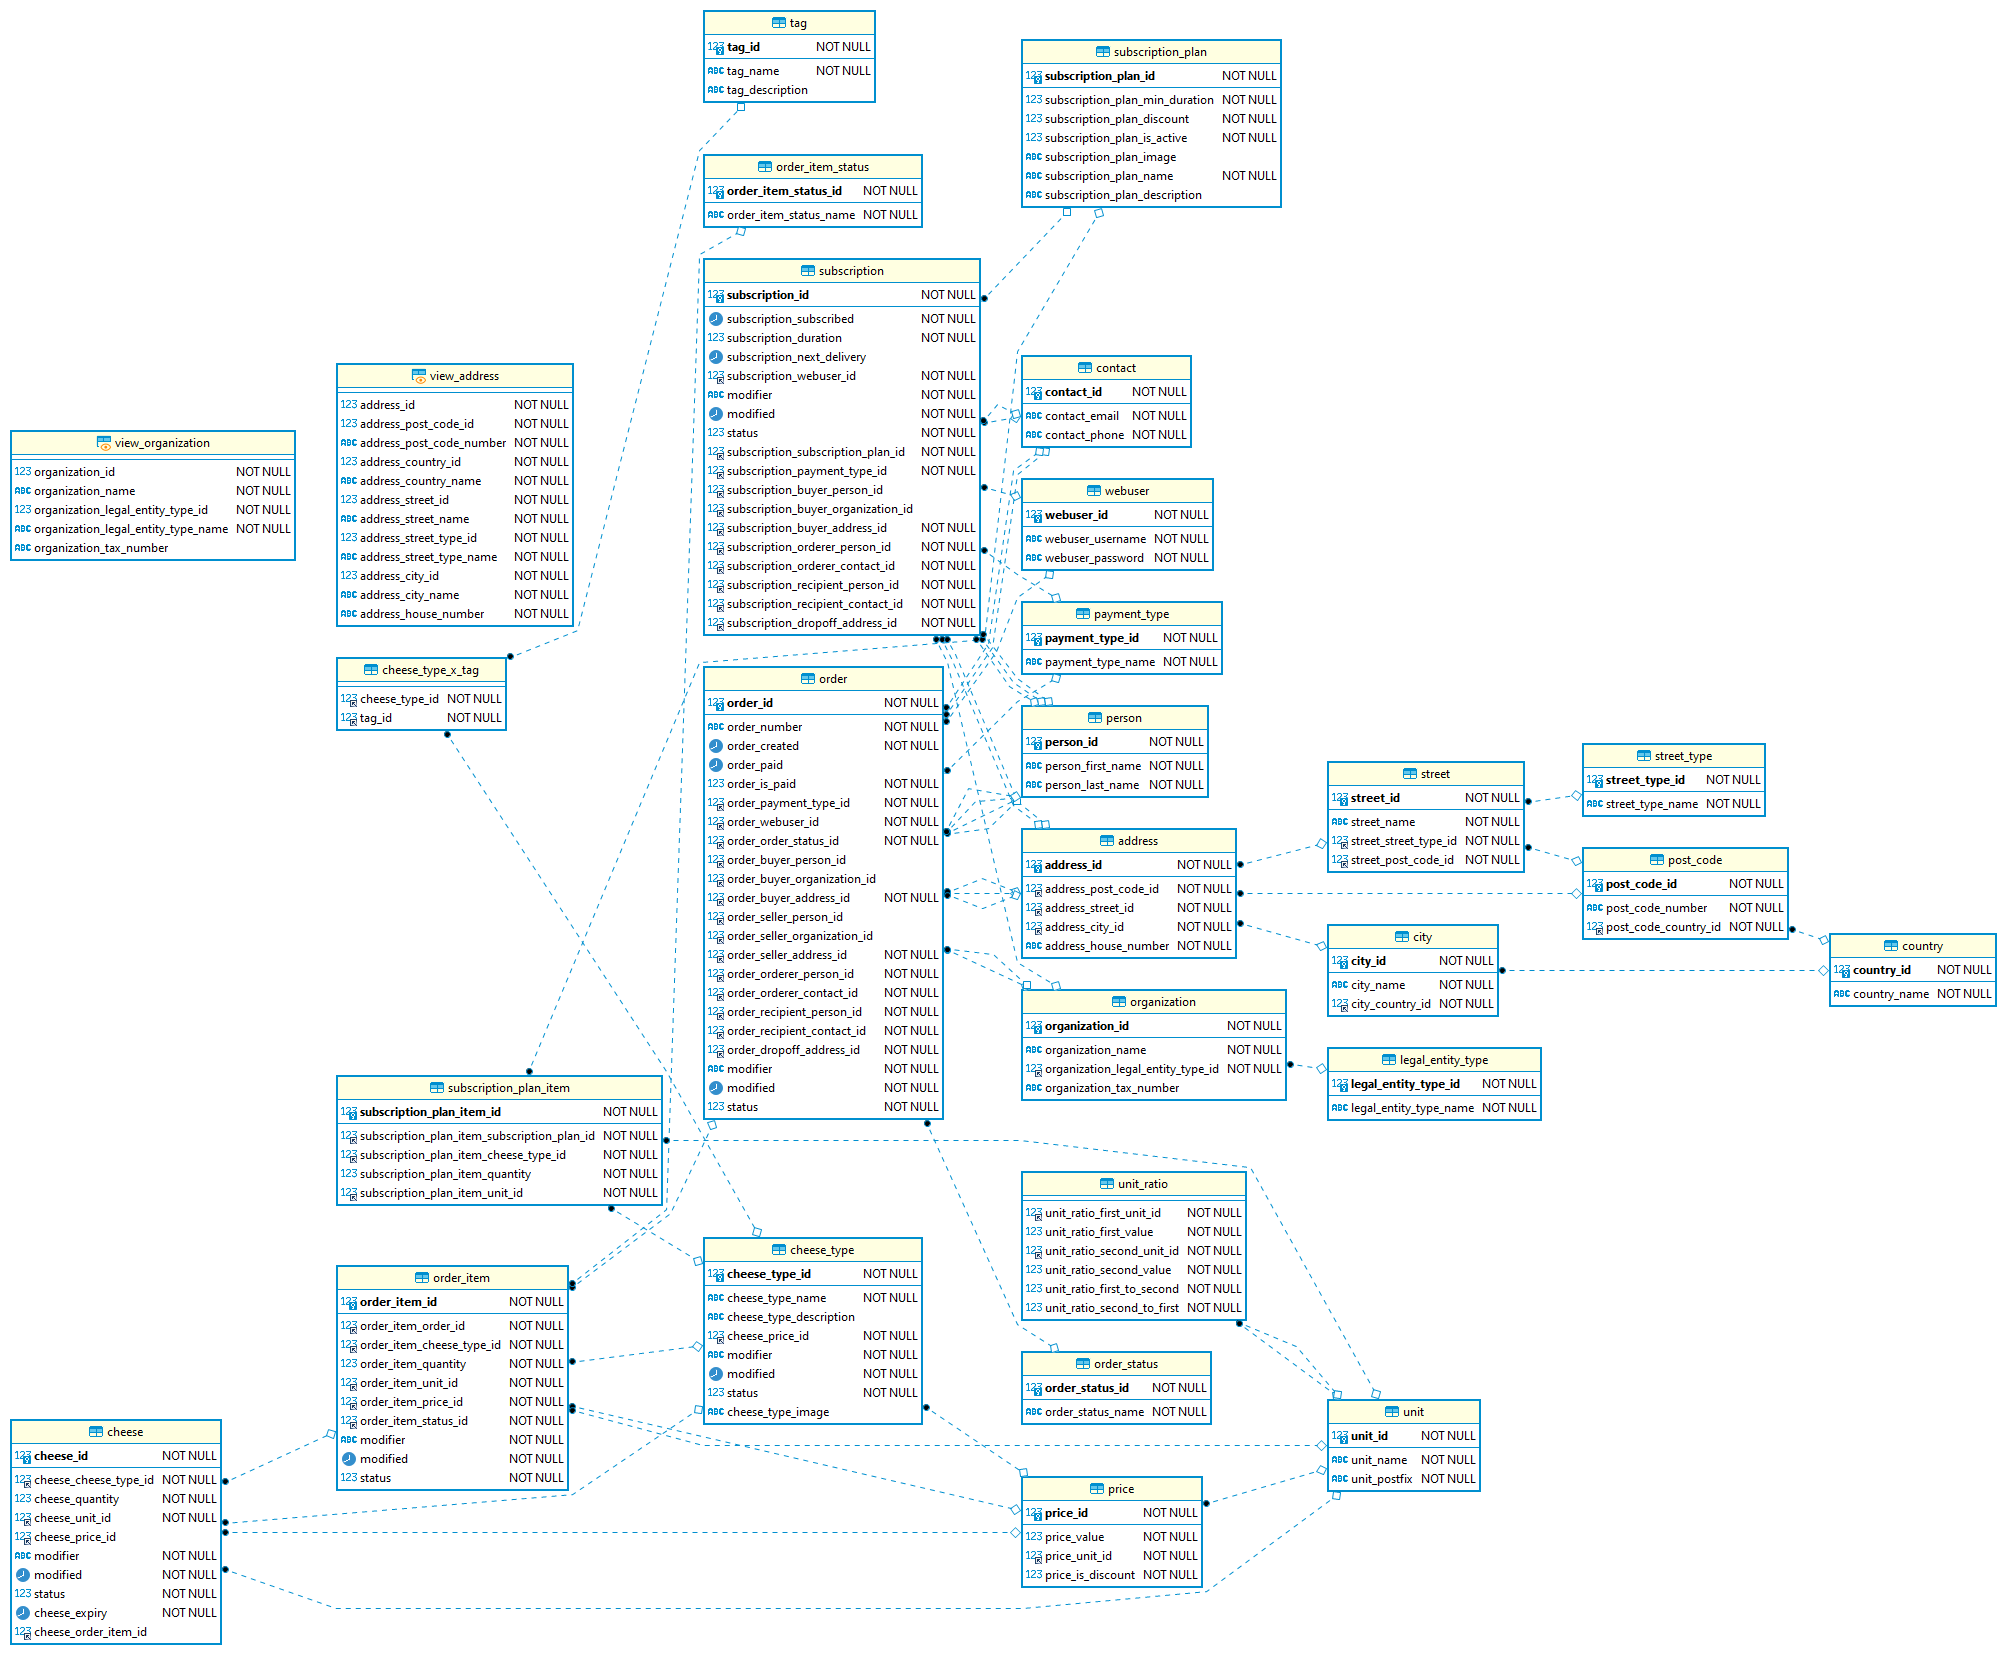 tag
tag_id NOT NULL
tag_name NOT NULL
tag_description
subscription_plan
subscription_plan_id NOT NULL
subscription_plan_min_duration NOT NULL
subscription_plan_discount NOT NULL
subscription_plan_is_active NOT NULL
subscription_plan_image
subscription_plan_name NOT NULL
subscription_plan_description
order_item_status
order_item_status_id NOT NULL
order_item_status_name NOT NULL
subscription
subscription_id NOT NULL
subscription_subscribed NOT NULL
subscription_duration NOT NULL
subscription_next_delivery
subscription_webuser_id NOT NULL
modifier NOT NULL
modified NOT NULL
status NOT NULL
subscription_subscription_plan_id NOT NULL
subscription_payment_type_id NOT NULL
subscription_buyer_person_id
subscription_buyer_organization_id
subscription_buyer_address_id NOT NULL
subscription_orderer_person_id NOT NULL
subscription_orderer_contact_id NOT NULL
subscription_recipient_person_id NOT NULL
subscription_recipient_contact_id NOT NULL
subscription_dropoff_address_id NOT NULL
view_address
address_id NOT NULL
address_post_code_id NOT NULL
address_post_code_number NOT NULL
address_country_id NOT NULL
address_country_name NOT NULL
address_street_id NOT NULL
address_street_name NOT NULL
address_street_type_id NOT NULL
address_street_type_name NOT NULL
address_city_id NOT NULL
address_city_name NOT NULL
address_house_number NOT NULL
view_organization
organization_id NOT NULL
organization_name NOT NULL
organization_legal_entity_type_id NOT NULL
organization_legal_entity_type_name NOT NULL
organization_tax_number
contact
contact_id NOT NULL
contact_email NOT NULL
contact_phone NOT NULL
webuser
webuser_id NOT NULL
webuser_username NOT NULL
webuser_password NOT NULL
payment_type
payment_type_id NOT NULL
payment_type_name NOT NULL
cheese_type_x_tag
cheese_type_id NOT NULL
tag_id NOT NULL
order
order_id NOT NULL
order_number NOT NULL
order_created NOT NULL
order_paid
order_is_paid NOT NULL
order_payment_type_id NOT NULL
order_webuser_id NOT NULL
order_order_status_id NOT NULL
order_buyer_person_id
order_buyer_organization_id
order_buyer_address_id NOT NULL
order_seller_person_id
order_seller_organization_id
order_seller_address_id NOT NULL
order_orderer_person_id NOT NULL
order_orderer_contact_id NOT NULL
order_recipient_person_id NOT NULL
order_recipient_contact_id NOT NULL
order_dropoff_address_id NOT NULL
modifier NOT NULL
modified NOT NULL
status NOT NULL
person
person_id NOT NULL
person_first_name NOT NULL
person_last_name NOT NULL
address
address_id NOT NULL
address_post_code_id NOT NULL
address_street_id NOT NULL
address_city_id NOT NULL
address_house_number NOT NULL
street
street_id NOT NULL
street_name NOT NULL
street_street_type_id NOT NULL
street_post_code_id NOT NULL
street_type
street_type_id NOT NULL
street_type_name NOT NULL
post_code
post_code_id NOT NULL
post_code_number NOT NULL
post_code_country_id NOT NULL
city
city_id NOT NULL
city_name NOT NULL
city_country_id NOT NULL
country
country_id NOT NULL
country_name NOT NULL
organization
organization_id NOT NULL
organization_name NOT NULL
organization_legal_entity_type_id NOT NULL
organization_tax_number
legal_entity_type
legal_entity_type_id NOT NULL
legal_entity_type_name NOT NULL
subscription_plan_item
subscription_plan_item_id NOT NULL
subscription_plan_item_subscription_plan_id NOT NULL
subscription_plan_item_cheese_type_id NOT NULL
subscription_plan_item_quantity NOT NULL
subscription_plan_item_unit_id NOT NULL
unit_ratio
unit_ratio_first_unit_id NOT NULL
unit_ratio_first_value NOT NULL
unit_ratio_second_unit_id NOT NULL
unit_ratio_second_value NOT NULL
unit_ratio_first_to_second NOT NULL
unit_ratio_second_to_first NOT NULL
cheese_type
cheese_type_id NOT NULL
cheese_type_name NOT NULL
cheese_type_description
cheese_price_id NOT NULL
modifier NOT NULL
modified NOT NULL
status NOT NULL
cheese_type_image
order_item
order_item_id NOT NULL
order_item_order_id NOT NULL
order_item_cheese_type_id NOT NULL
order_item_quantity NOT NULL
order_item_unit_id NOT NULL
order_item_price_id NOT NULL
order_item_status_id NOT NULL
modifier NOT NULL
modified NOT NULL
status NOT NULL
order_status
order_status_id NOT NULL
order_status_name NOT NULL
unit
unit_id NOT NULL
unit_name NOT NULL
unit_postfix NOT NULL
cheese
cheese_id NOT NULL
cheese_cheese_type_id NOT NULL
cheese_quantity NOT NULL
cheese_unit_id NOT NULL
cheese_price_id
modifier NOT NULL
modified NOT NULL
status NOT NULL
cheese_expiry NOT NULL
cheese_order_item_id
price
price_id NOT NULL
price_value NOT NULL
price_unit_id NOT NULL
price_is_discount NOT NULL